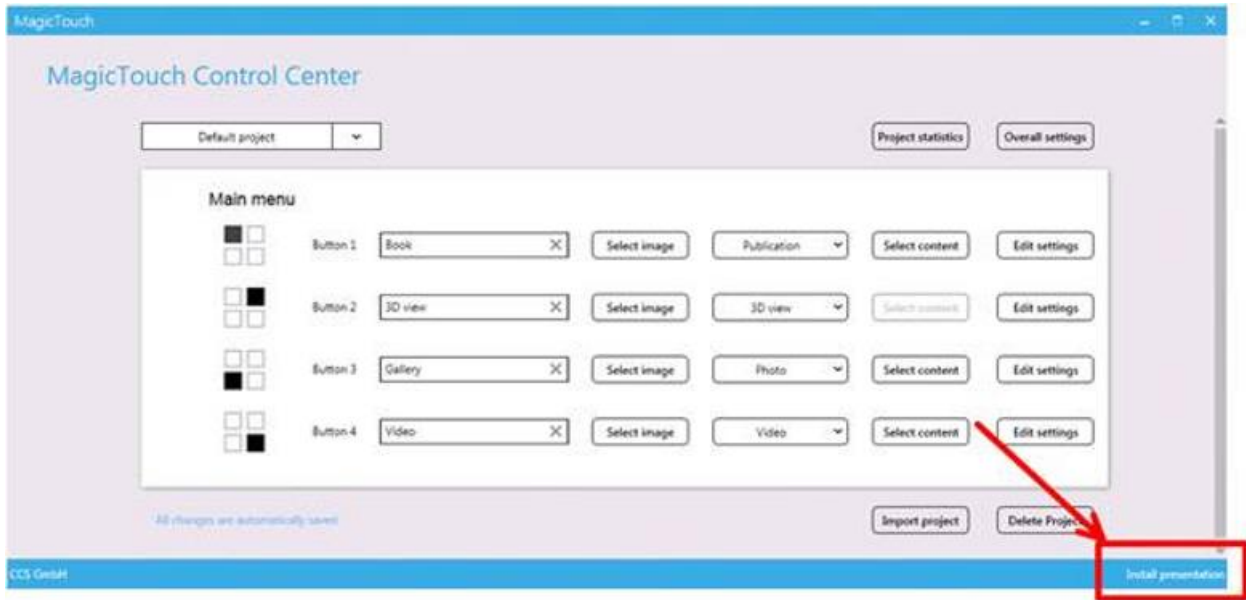 MagicTouch
MagicTouch Control Center
Default project
Project statistics
Overall settings
Main menu
Button 1 Book Select image Publication Select content Edit settings
Button 2 3D view Select image 3D view Select content Edit settings
Button 3 Gallery Select image Photo Select content Edit settings
Button 4 Video Select image Video Select content Edit settings
All changes are automatically saved
Import project
Delete Project
CCS GmbH
Install presentation